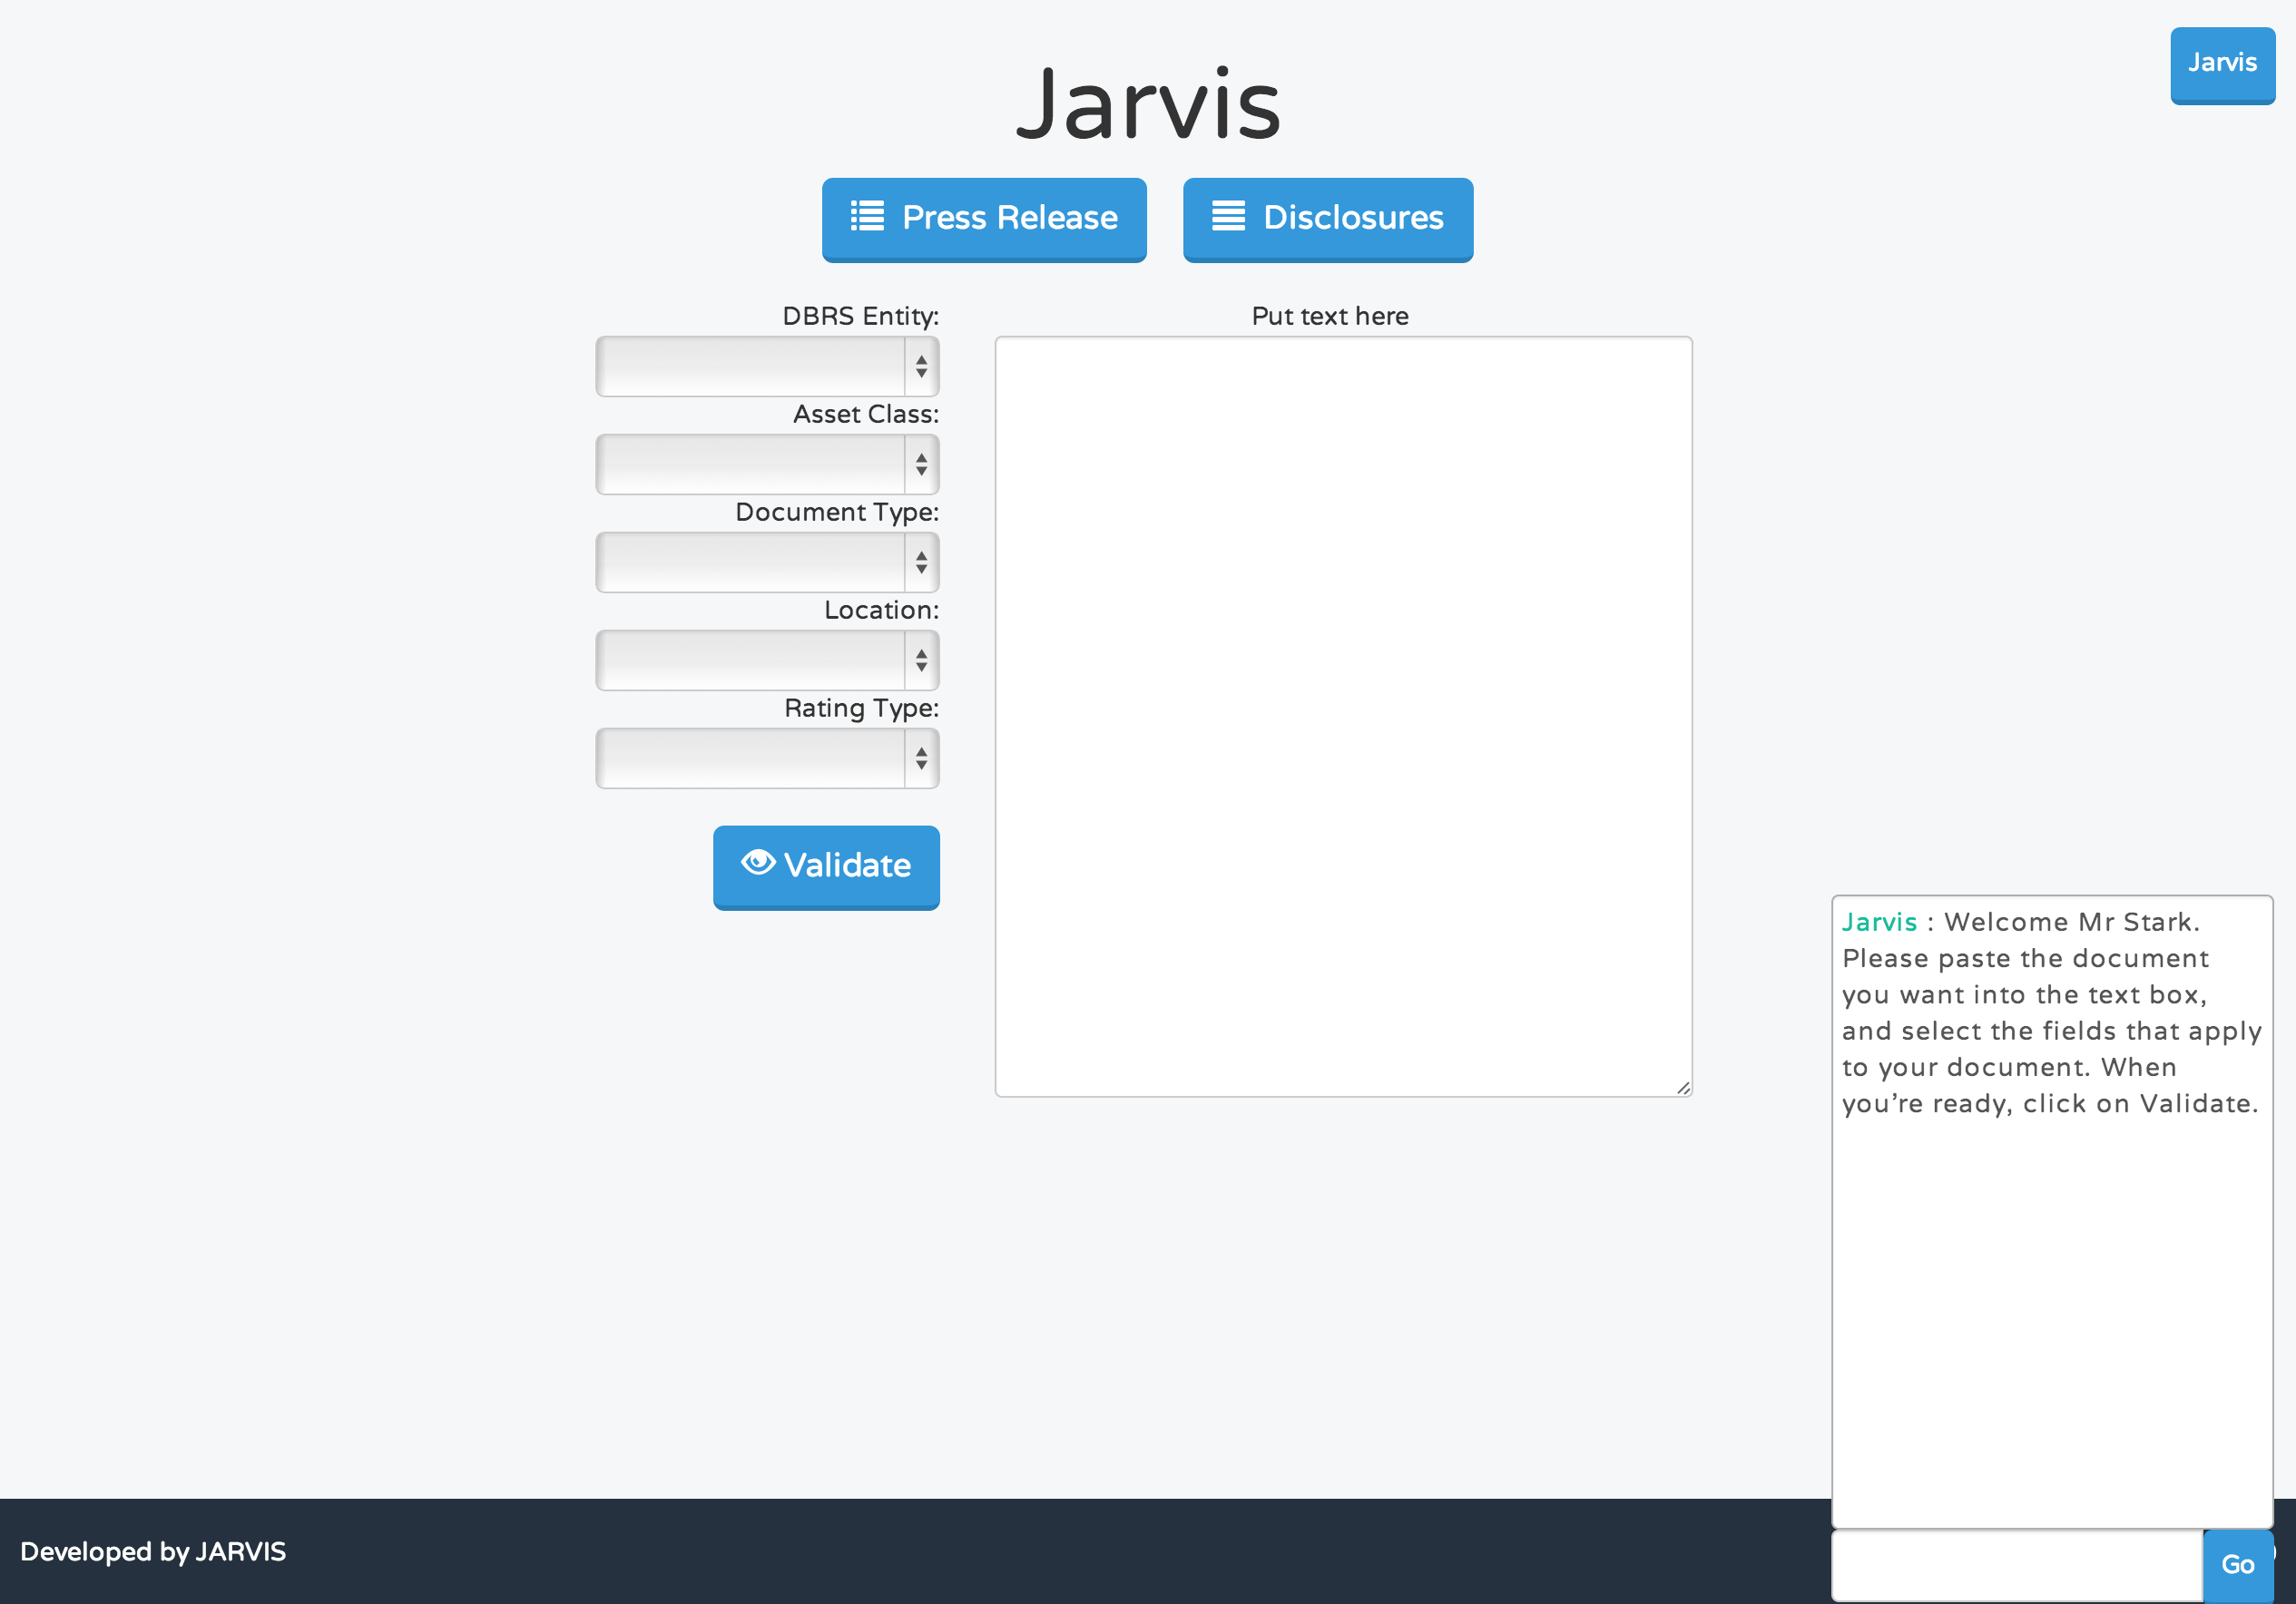 Jarvis
Jarvis
Press Release
Disclosures
DBRS Entity:
Asset Class:
Document Type:
Location:
Rating Type:
Validate
Put text here
Jarvis : Welcome Mr Stark.
Please paste the document
you want into the text box,
and select the fields that apply
to your document. When
you're ready, click on Validate.
Go
Developed by JARVIS